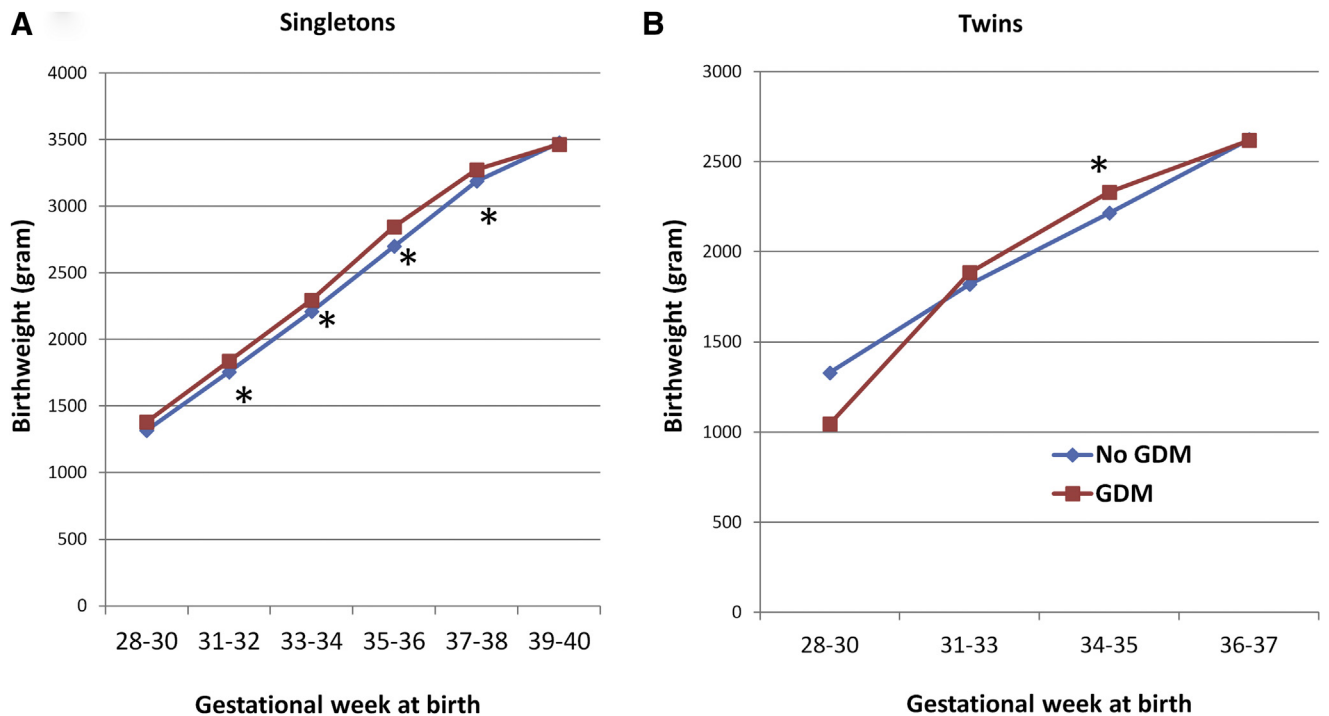 A
Singletons
4000
3500
3000
2500
2000
1500
1000
500
0
Birthweight (gram)
*
*
*
*
28-30 31-32 33-34 35-36 37-38 39-40
Gestational week at birth
B
Twins
3000
2500
2000
1500
1000
500
0
Birthweight (gram)
*
No GDM
GDM
28-30 31-33 34-35 36-37
Gestational week at birth